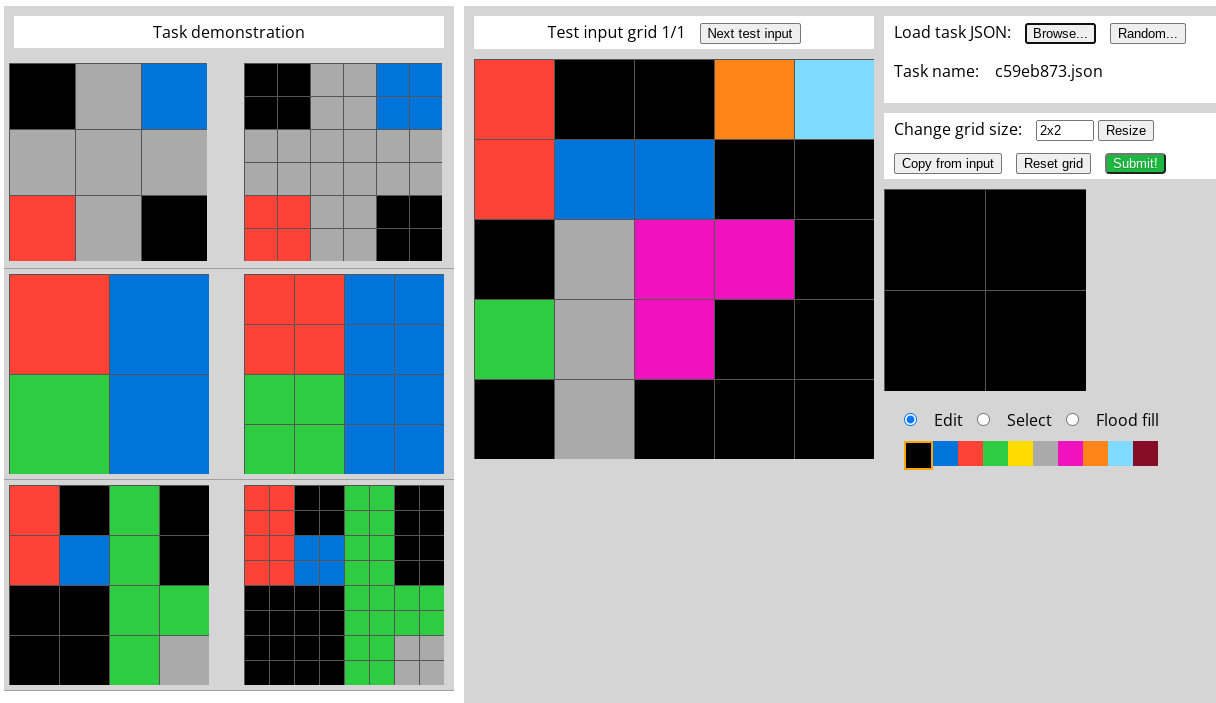 Task demonstration
Test input grid 1/1 Next test input
Load task JSON: Browse... Random...
Task name: c59eb873.json
Change grid size: 2x2 Resize
Copy from input Reset grid Submit!
Edit Select Flood fill